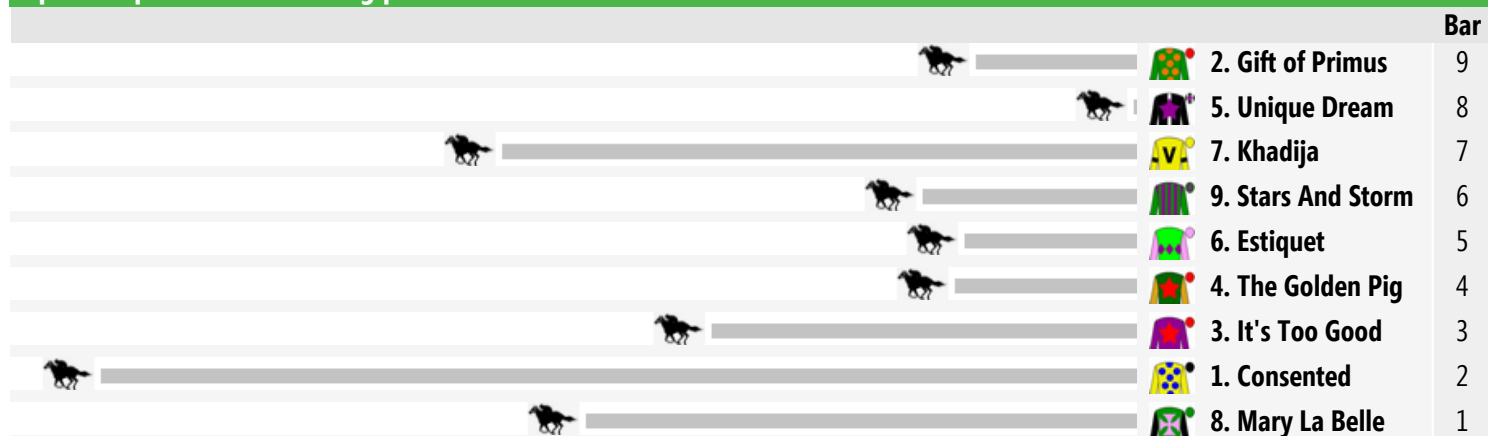 Bar
2. Gift of Primus 9
5. Unique Dream 8
V 7. Khadija 7
9. Stars And Storm 6
6. Estiquet 5
4. The Golden Pig 4
3. It's Too Good 3
1. Consented 2
8. Mary La Belle 1